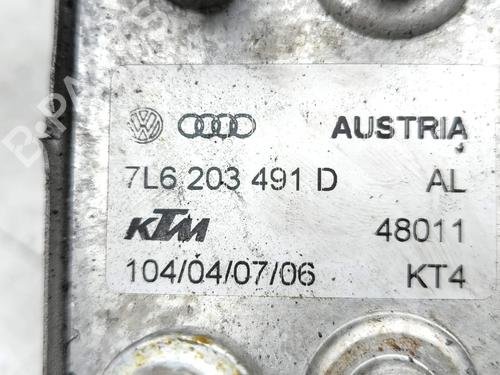 AUSTRIA
7L6 203 491 D AL
KTM 48011
104/04/07/06 KT4